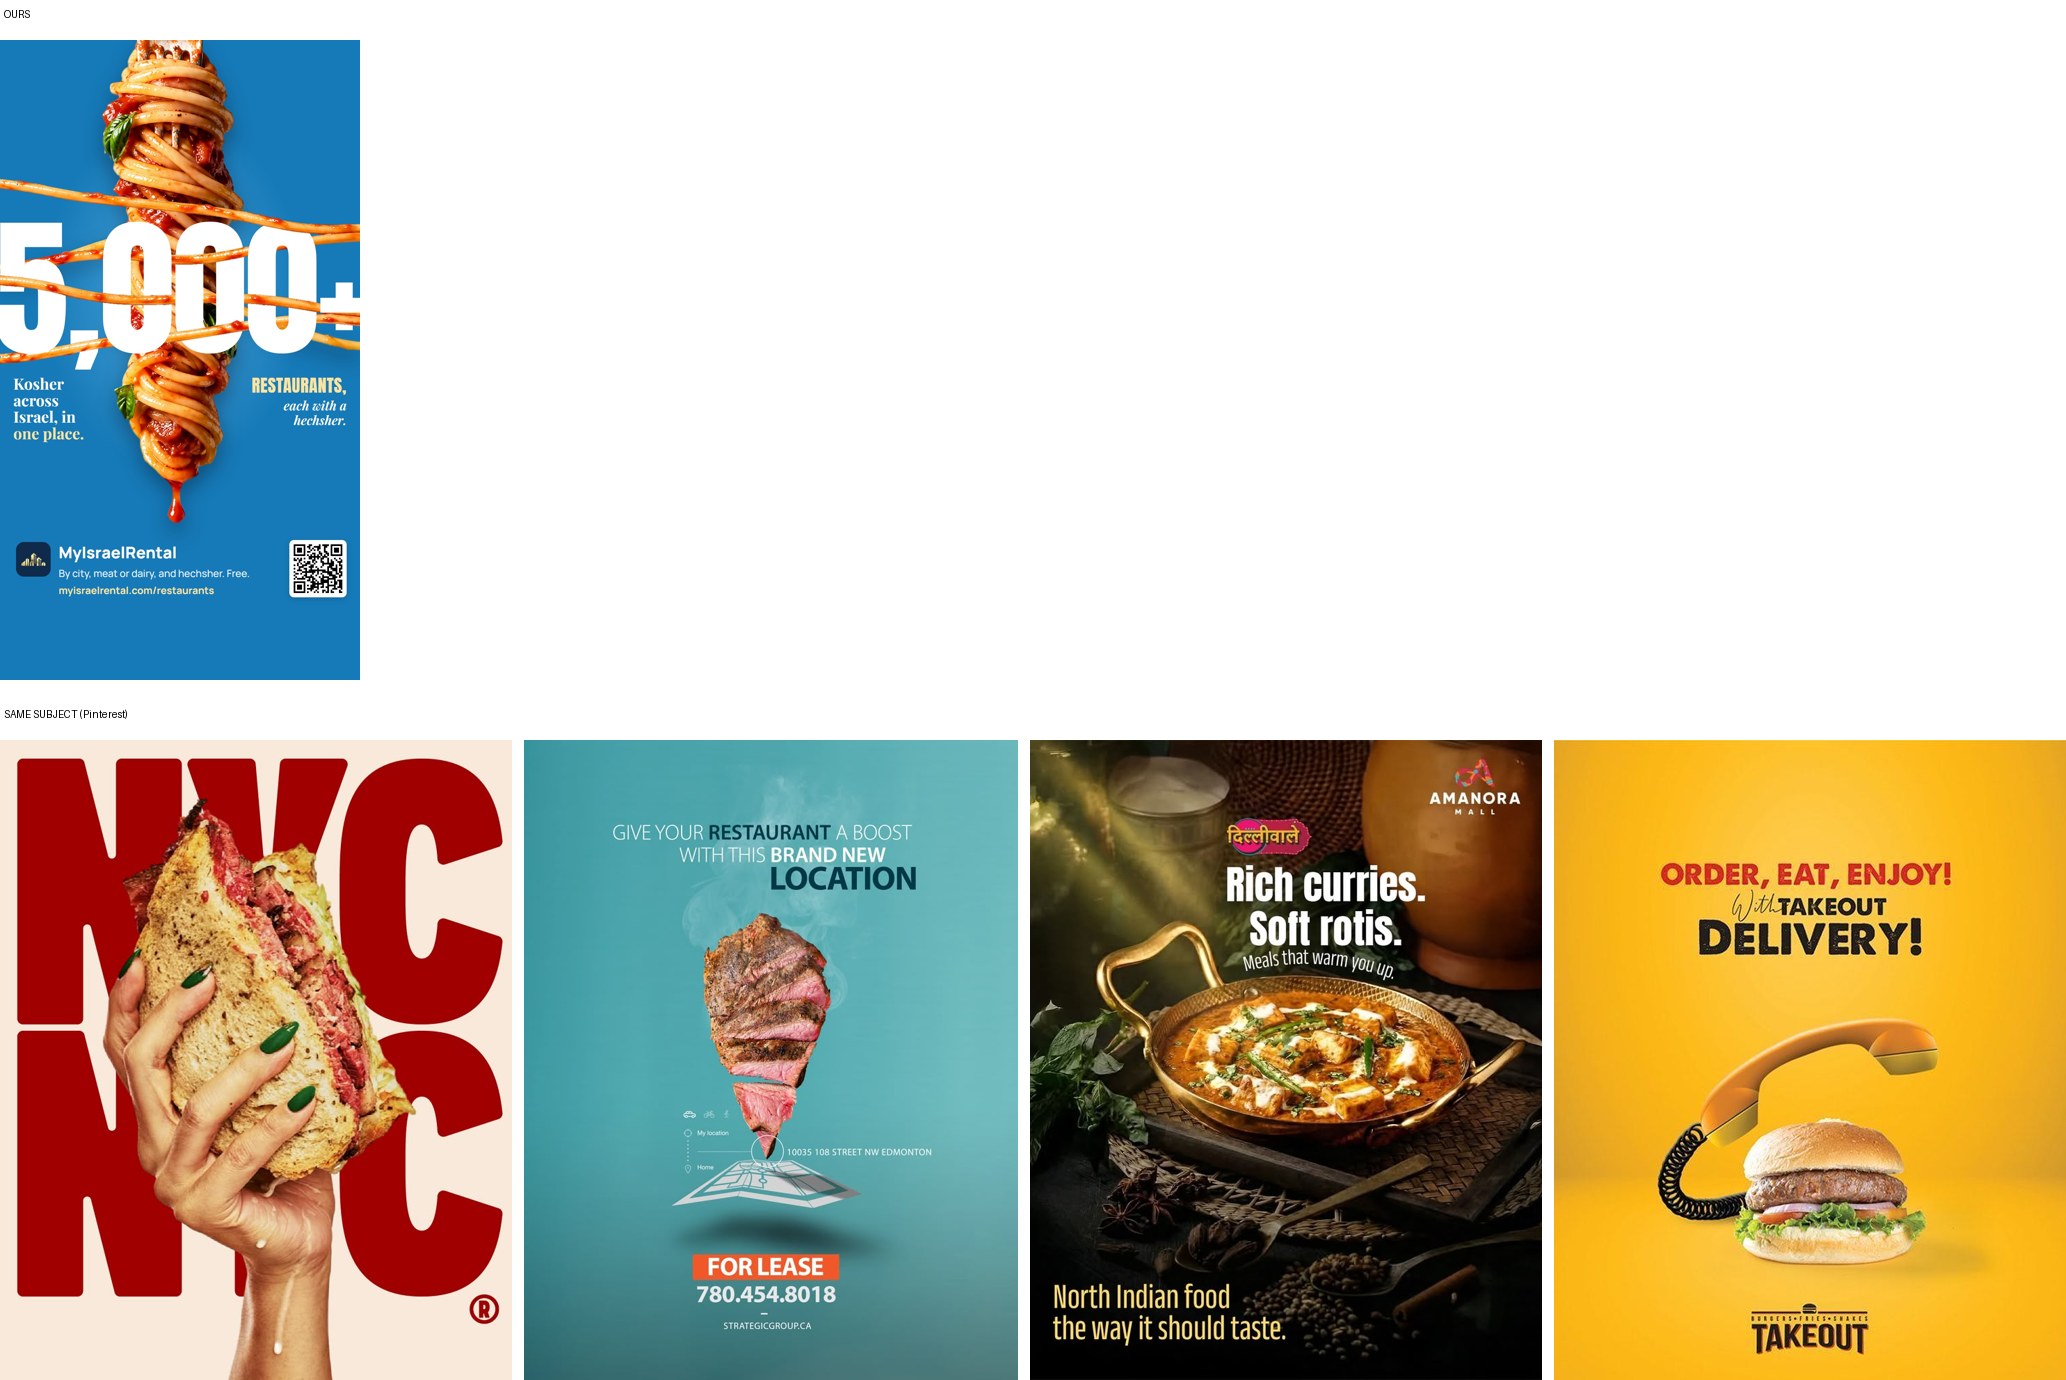 OURS
5,000+
Kosher
across
Israel, in
one place.
RESTAURANTS,
each with a
hechsher.
MyIsraelRental
By city, meat or dairy, and hechsher. Free.
myisraelrental.com/restaurants
SAME SUBJECT (Pinterest)
NYC
NYC
®
GIVE YOUR RESTAURANT A BOOST
WITH THIS BRAND NEW
LOCATION
My location
10035 108 STREET NW EDMONTON
Home
FOR LEASE
780.454.8018
STRATEGICGROUP.CA
AMANORA
MALL
दिल्लीवाले
Rich curries.
Soft rotis.
Meals that warm you up.
North Indian food
the way it should taste.
ORDER, EAT, ENJOY!
With TAKEOUT
DELIVERY!
BURGERS•FRIES•SHAKES
TAKEOUT